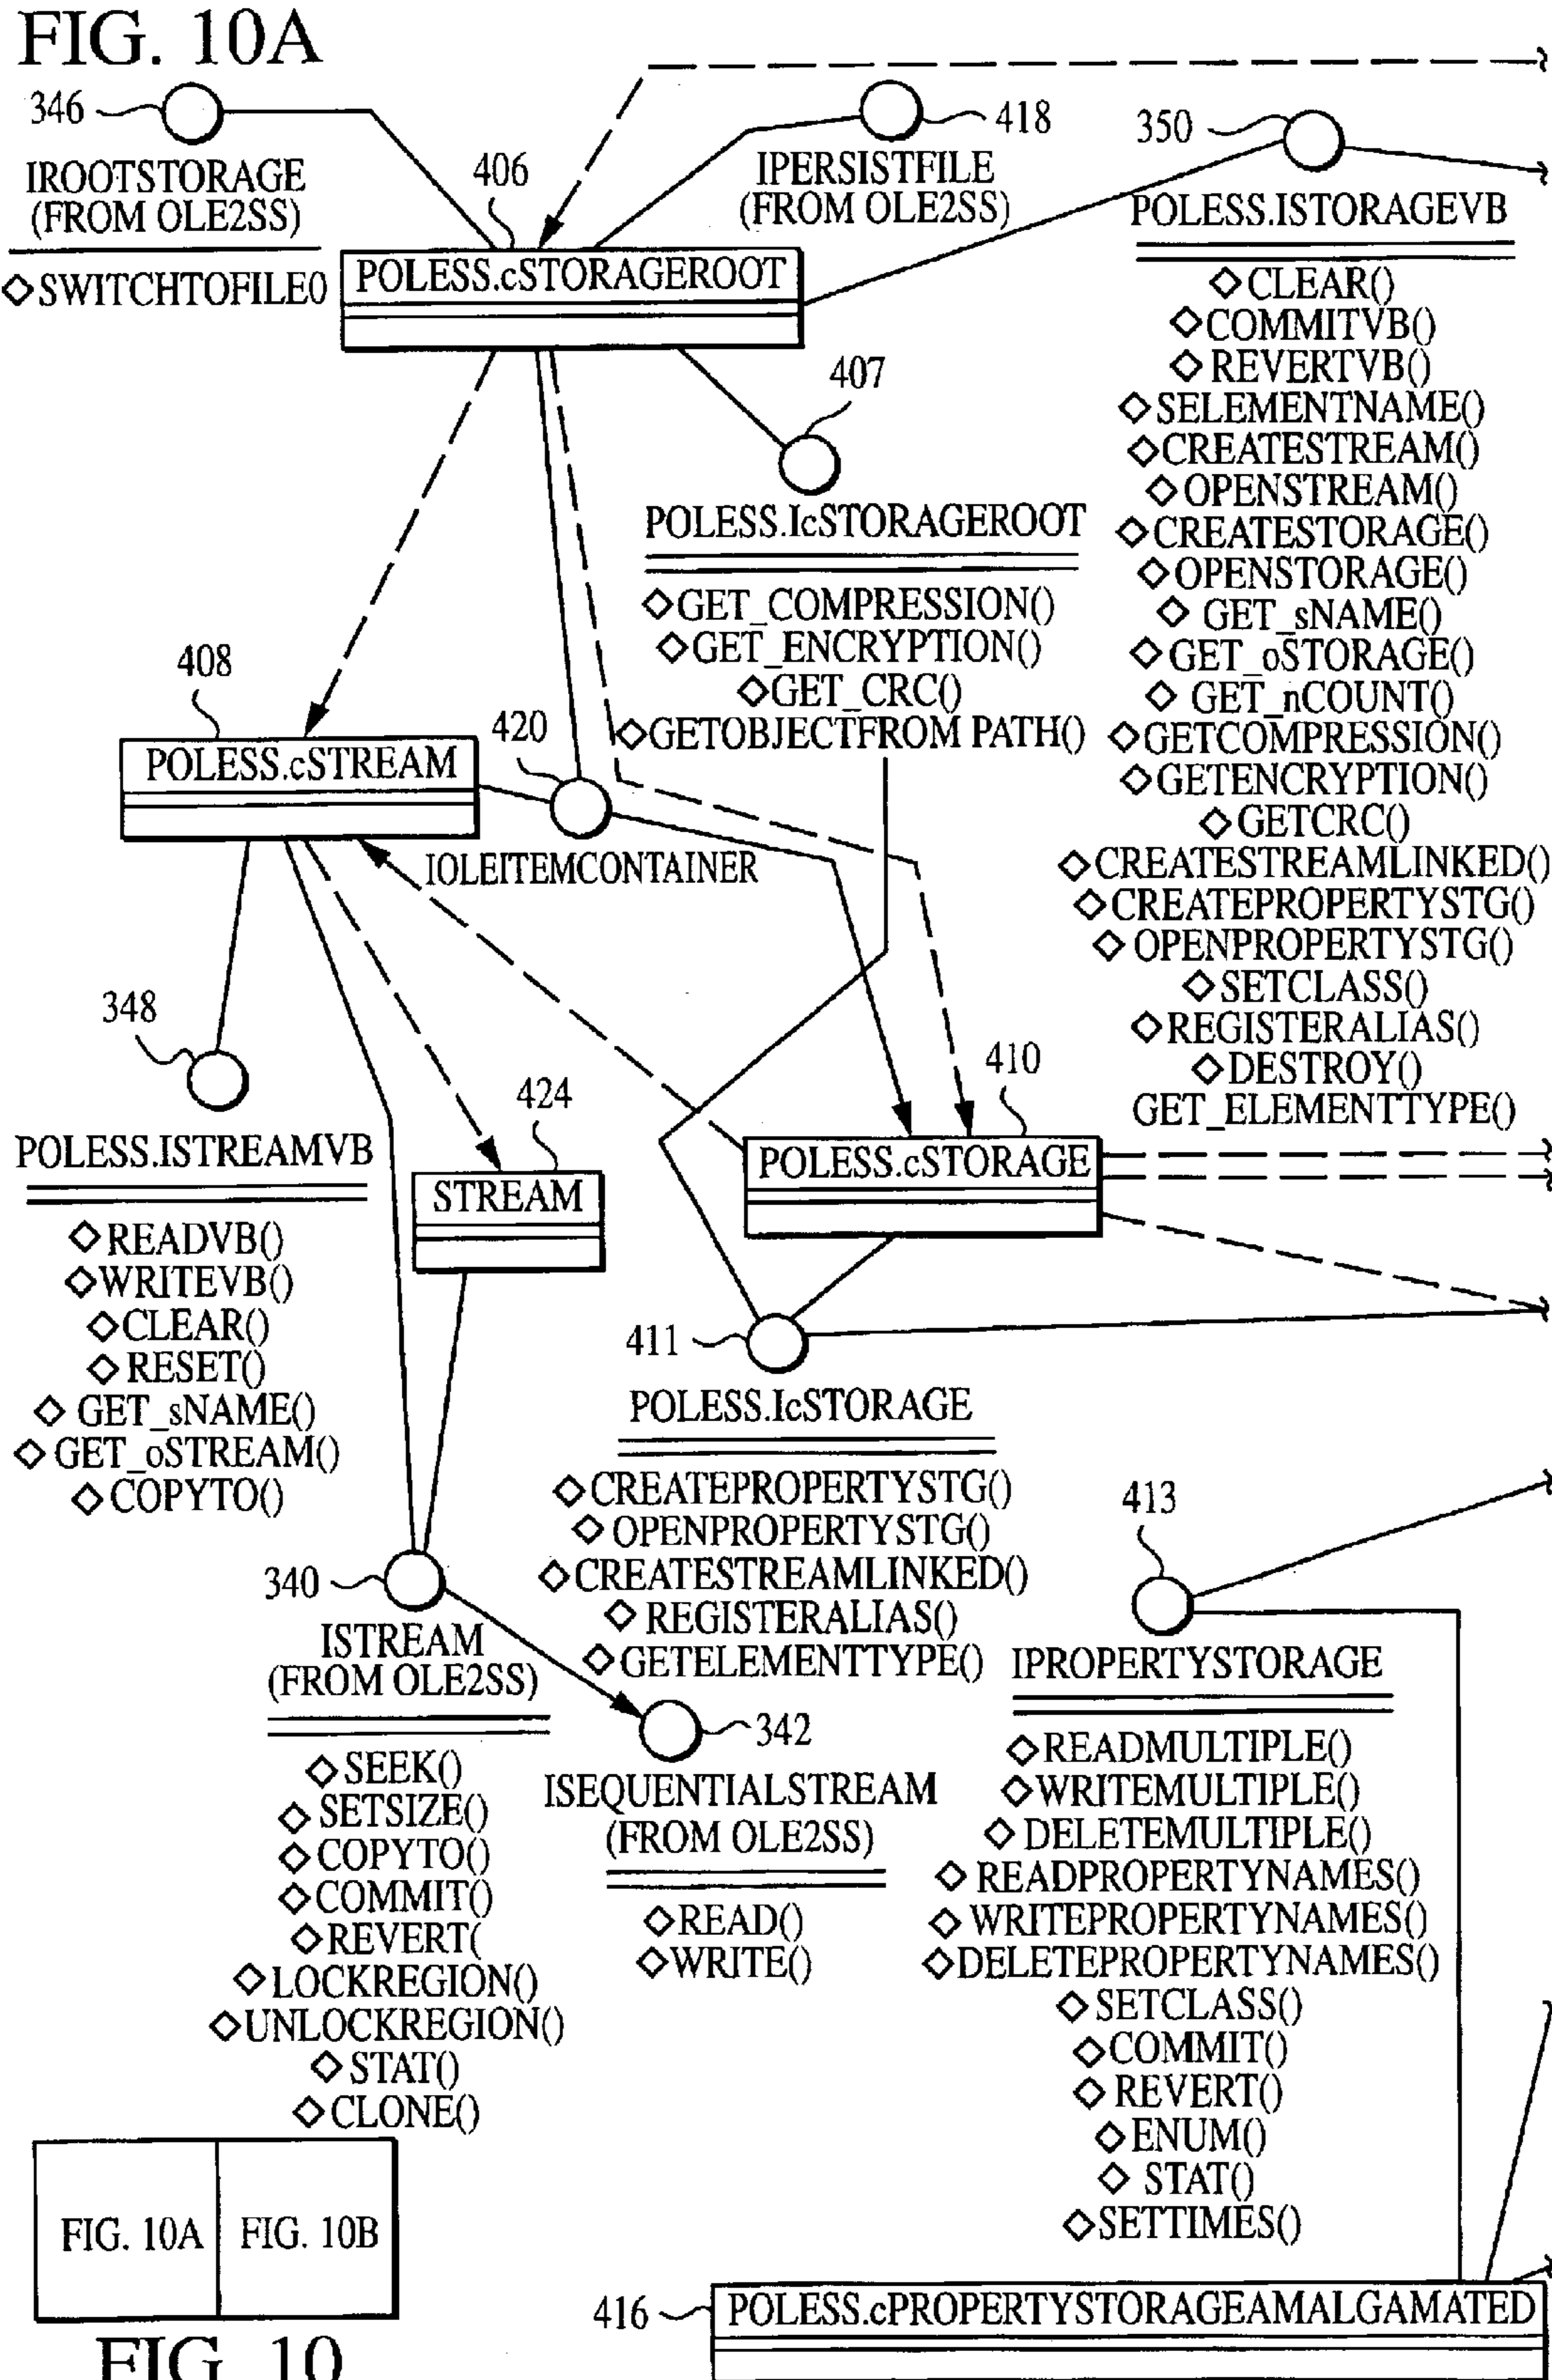 FIG. 10A
346
IROOTSTORAGE
(FROM OLE2SS)
◇SWITCHTOFILE()
406
POLESS.cSTORAGEROOT
418
IPERSISTFILE
(FROM OLE2SS)
350
POLESS.ISTORAGEVB
◇CLEAR()
◇COMMITVB()
◇REVERTVB()
◇SELEMENTNAME()
◇CREATESTREAM()
◇OPENSTREAM()
◇CREATESTORAGE()
◇OPENSTORAGE()
◇ GET_sNAME()
◇GET_oSTORAGE()
◇ GET_nCOUNT()
◇GETCOMPRESSION()
◇GETENCRYPTION()
◇GETCRC()
◇CREATESTREAMLINKED()
◇CREATEPROPERTYSTG()
◇ OPENPROPERTYSTG()
◇SETCLASS()
◇REGISTERALIAS()
◇DESTROY()
GET_ELEMENTTYPE()
407
POLESS.IcSTORAGEROOT
◇GET_COMPRESSION()
◇GET_ENCRYPTION()
◇GET_CRC()
◇GETOBJECTFROM PATH()
408
POLESS.cSTREAM
420
IOLEITEMCONTAINER
348
POLESS.ISTREAMVB
◇READVB()
◇WRITEVB()
◇CLEAR()
◇RESET()
◇ GET_sNAME()
◇ GET_oSTREAM()
◇COPYTO()
424
STREAM
410
POLESS.cSTORAGE
411
POLESS.IcSTORAGE
◇CREATEPROPERTYSTG()
◇ OPENPROPERTYSTG()
◇CREATESTREAMLINKED()
◇ REGISTERALIAS()
◇GETELEMENTTYPE()
340
ISTREAM
(FROM OLE2SS)
◇SEEK()
◇ SETSIZE()
◇COPYTO()
◇COMMIT()
◇REVERT(
◇LOCKREGION()
◇UNLOCKREGION()
◇ STAT()
◇CLONE()
342
ISEQUENTIALSTREAM
(FROM OLE2SS)
◇READ()
◇WRITE()
413
IPROPERTYSTORAGE
◇READMULTIPLE()
◇WRITEMULTIPLE()
◇ DELETEMULTIPLE()
◇ READPROPERTYNAMES()
◇ WRITEPROPERTYNAMES()
◇DELETEPROPERTYNAMES()
◇ SETCLASS()
◇COMMIT()
◇ REVERT()
◇ENUM()
◇ STAT()
◇SETTIMES()
416
POLESS.cPROPERTYSTORAGEAMALGAMATED
FIG. 10A
FIG. 10B
FIG. 10